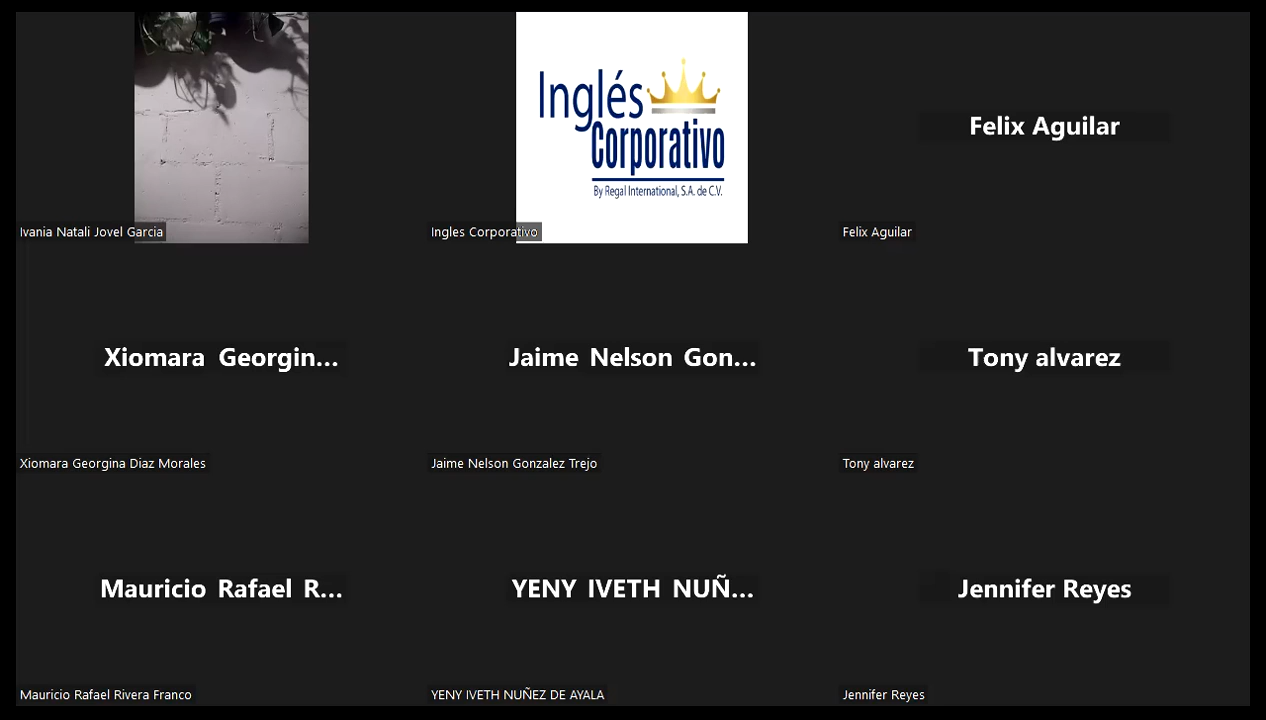 Inglés
Corporativo
By Regal International, S.A. de C.V.
Felix Aguilar
Ivania Natali Jovel Garcia
Ingles Corporativo
Felix Aguilar
Xiomara Georgin...
Jaime Nelson Gon...
Tony alvarez
Xiomara Georgina Diaz Morales
Jaime Nelson Gonzalez Trejo
Tony alvarez
Mauricio Rafael R...
YENY IVETH NUÑ...
Jennifer Reyes
Mauricio Rafael Rivera Franco
YENY IVETH NUÑEZ DE AYALA
Jennifer Reyes